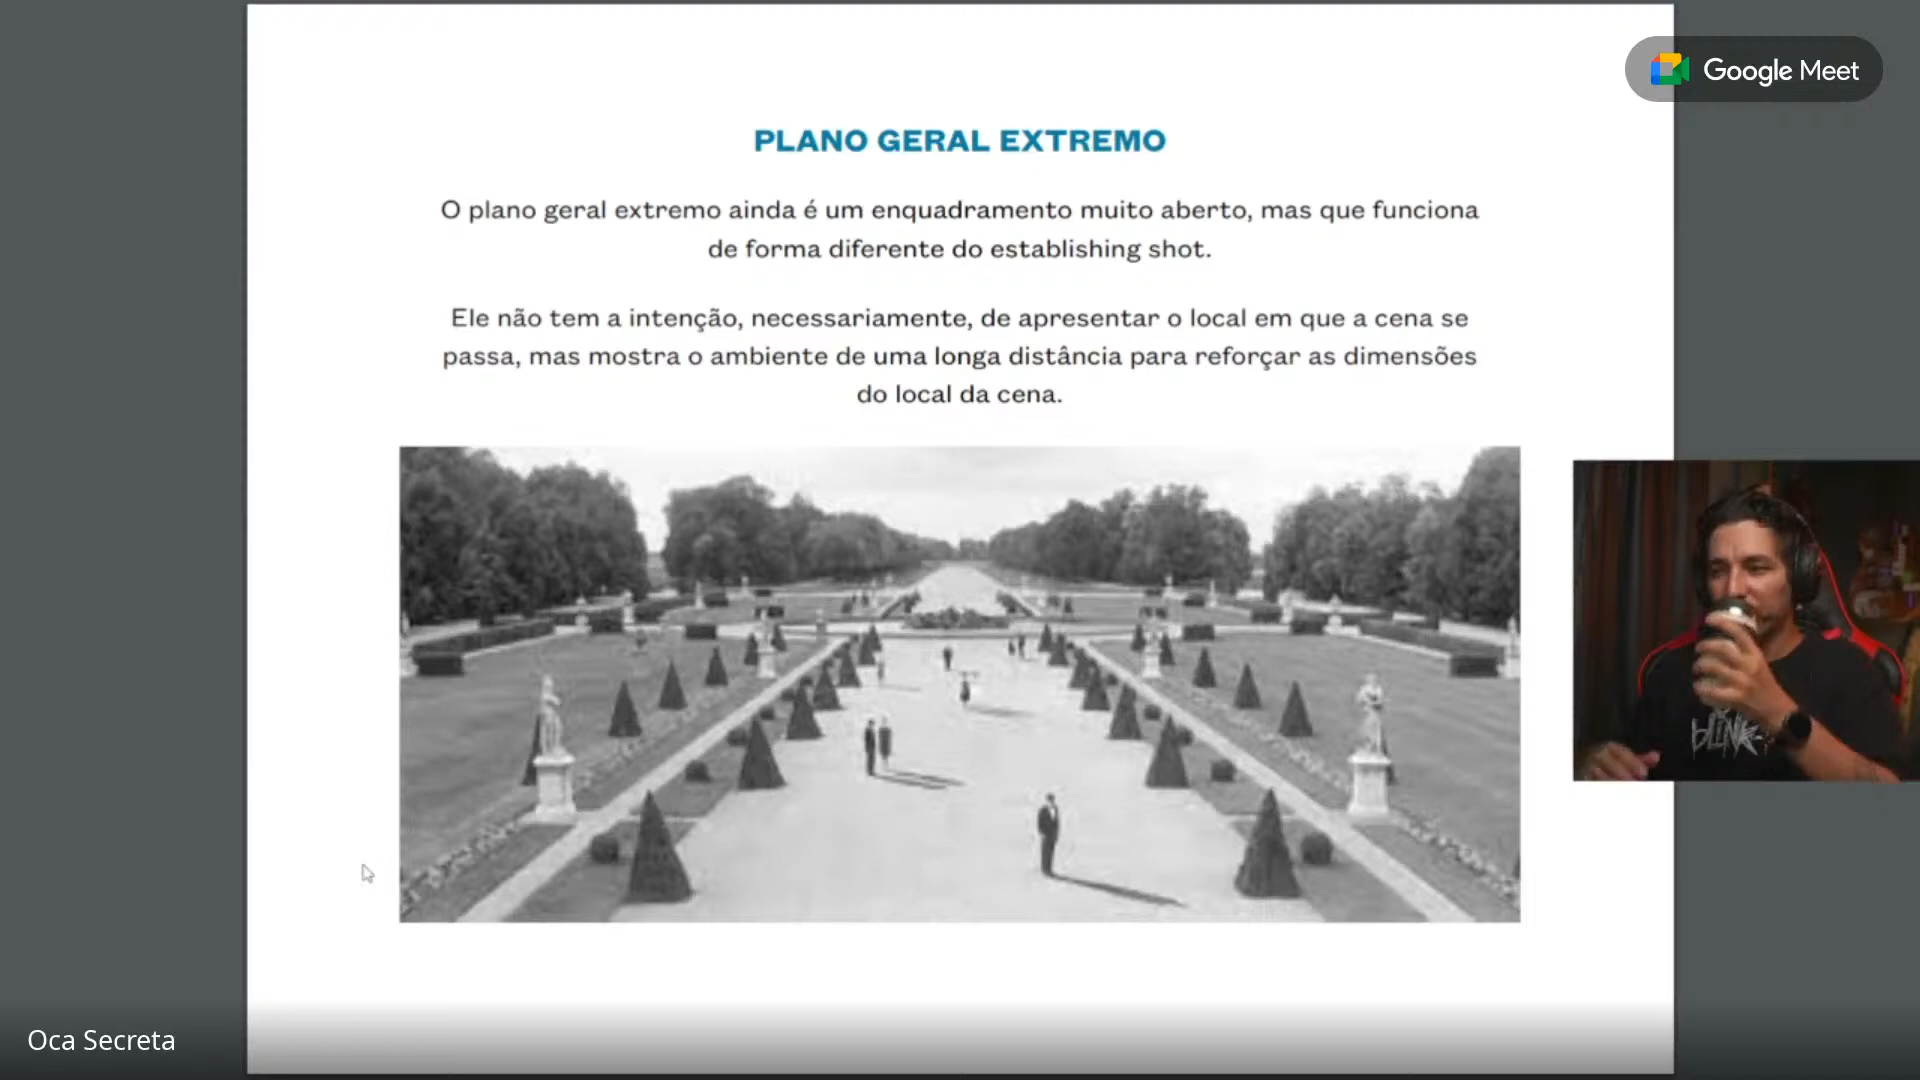 Google Meet
PLANO GERAL EXTREMO
O plano geral extremo ainda é um enquadramento muito aberto, mas que funciona
de forma diferente do establishing shot.
Ele não tem a intenção, necessariamente, de apresentar o local em que a cena se
passa, mas mostra o ambiente de uma longa distância para reforçar as dimensões
do local da cena.
blink
Oca Secreta